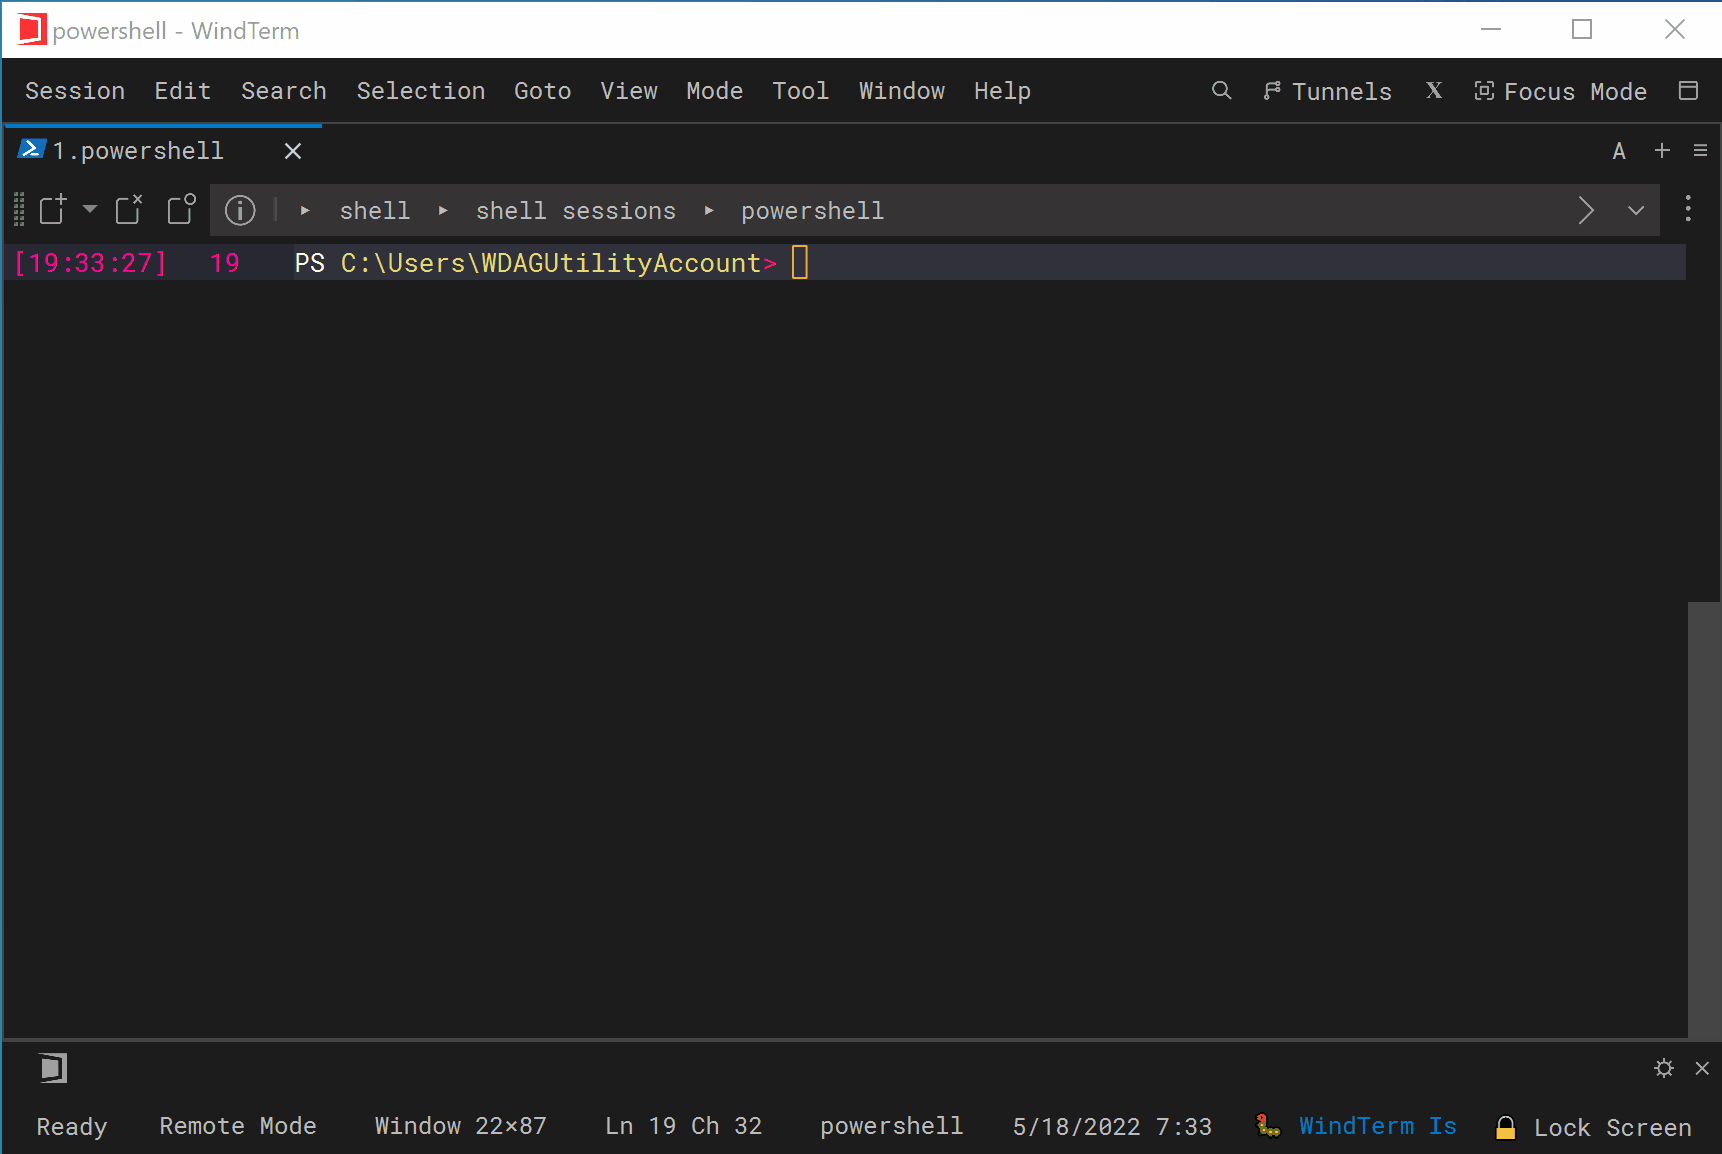 powershell - WindTerm
Session Edit Search Selection Goto View Mode Tool Window Help Tunnels X Focus Mode
1.powershell A
shell shell sessions powershell
[19:33:27] 19 PS C:\Users\WDAGUtilityAccount>
Ready Remote Mode Window 22×87 Ln 19 Ch 32 powershell 5/18/2022 7:33 WindTerm Is Lock Screen